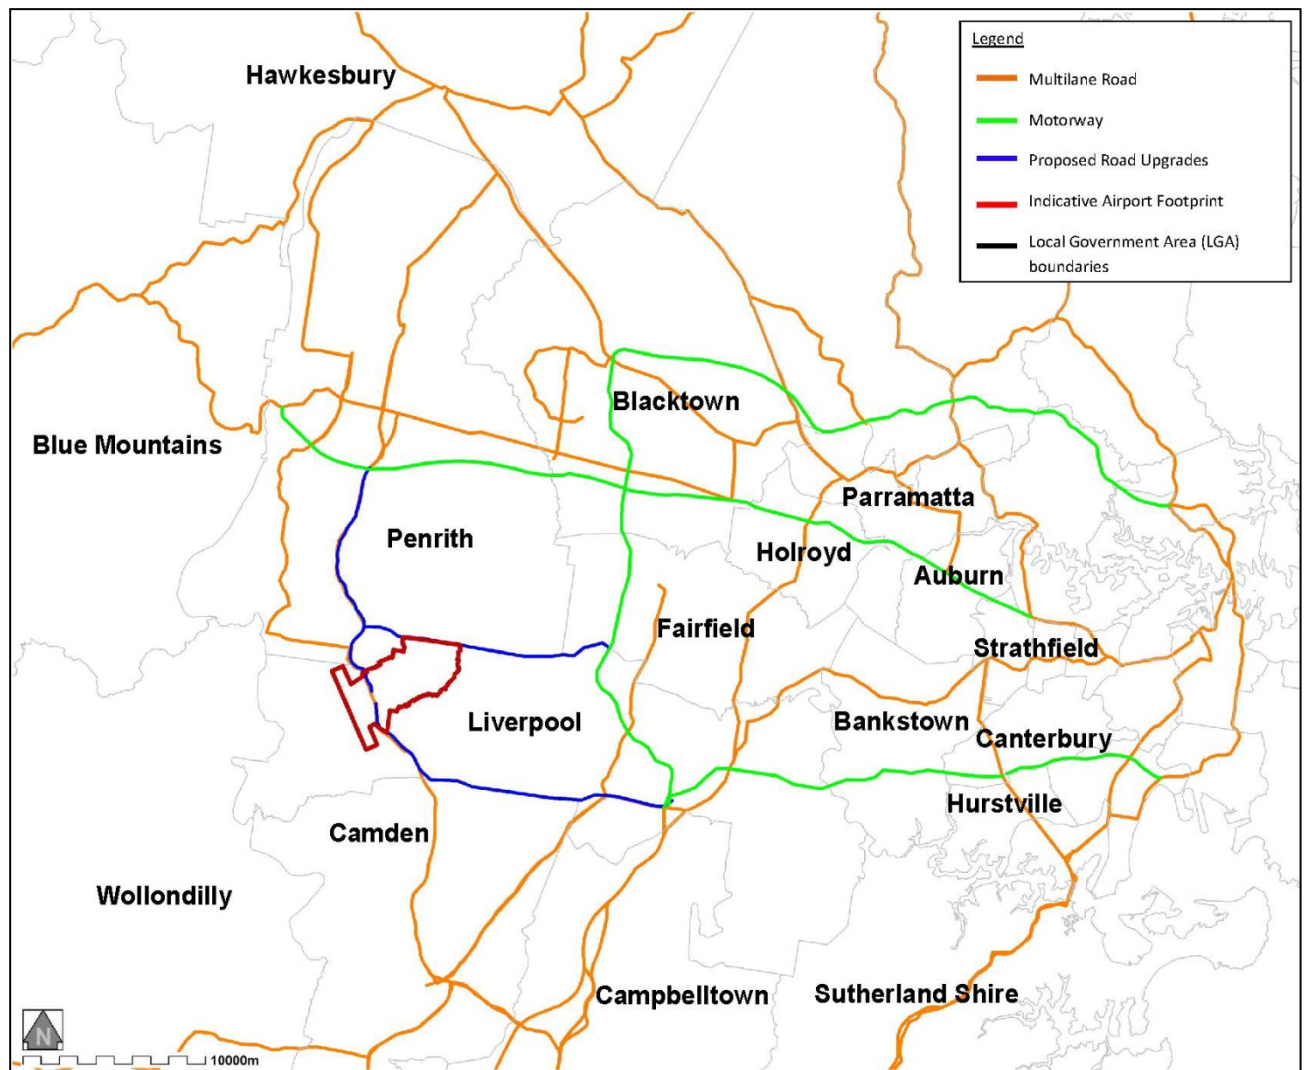 Legend
Multilane Road
Motorway
Proposed Road Upgrades
Indicative Airport Footprint
Local Government Area (LGA)
boundaries
Hawkesbury
Blue Mountains
Blacktown
Penrith
Parramatta
Holroyd
Auburn
Fairfield
Strathfield
Liverpool
Bankstown
Canterbury
Hurstville
Camden
Wollondilly
Campbelltown
Sutherland Shire
N
10000m